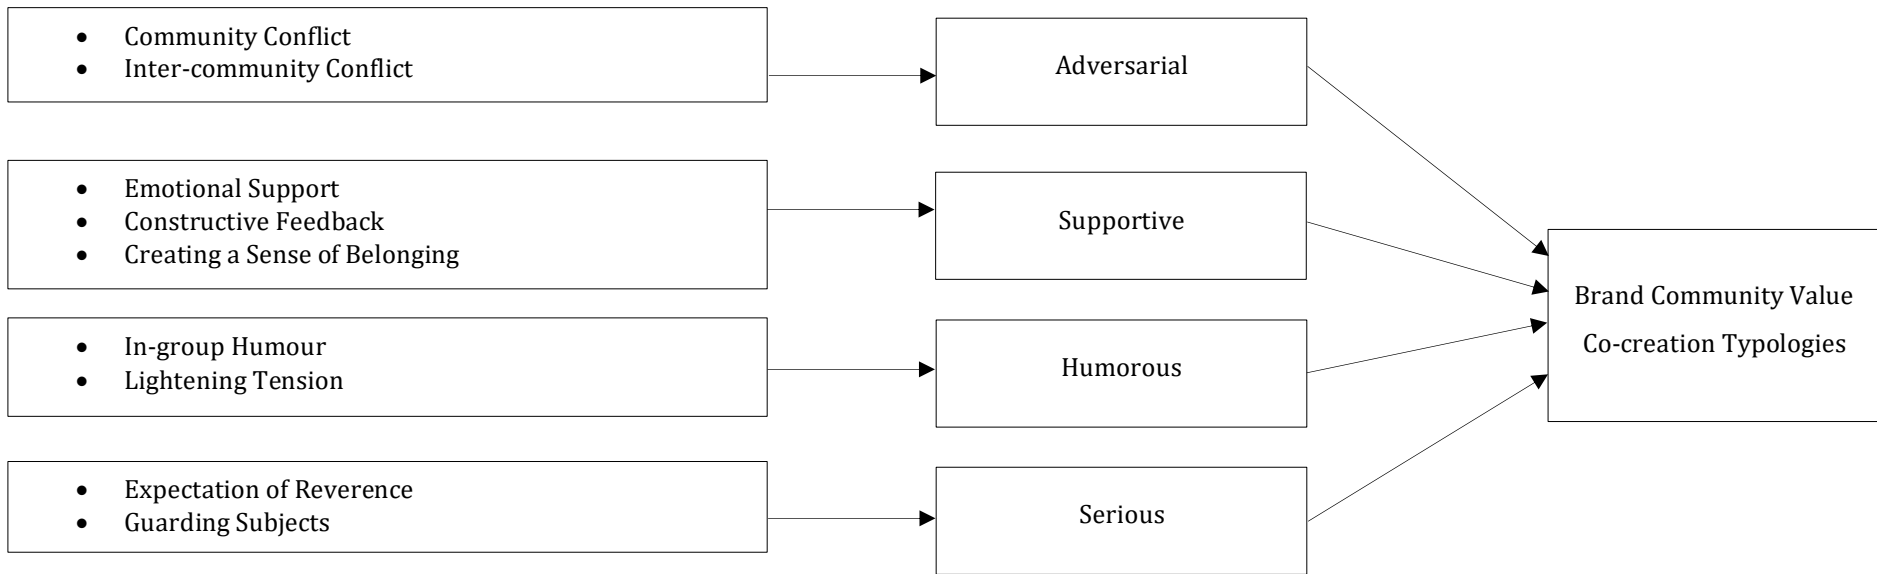 • Community Conflict
• Inter-community Conflict
Adversarial
• Emotional Support
• Constructive Feedback
• Creating a Sense of Belonging
Supportive
• In-group Humour
• Lightening Tension
Humorous
• Expectation of Reverence
• Guarding Subjects
Serious
Brand Community Value
Co-creation Typologies